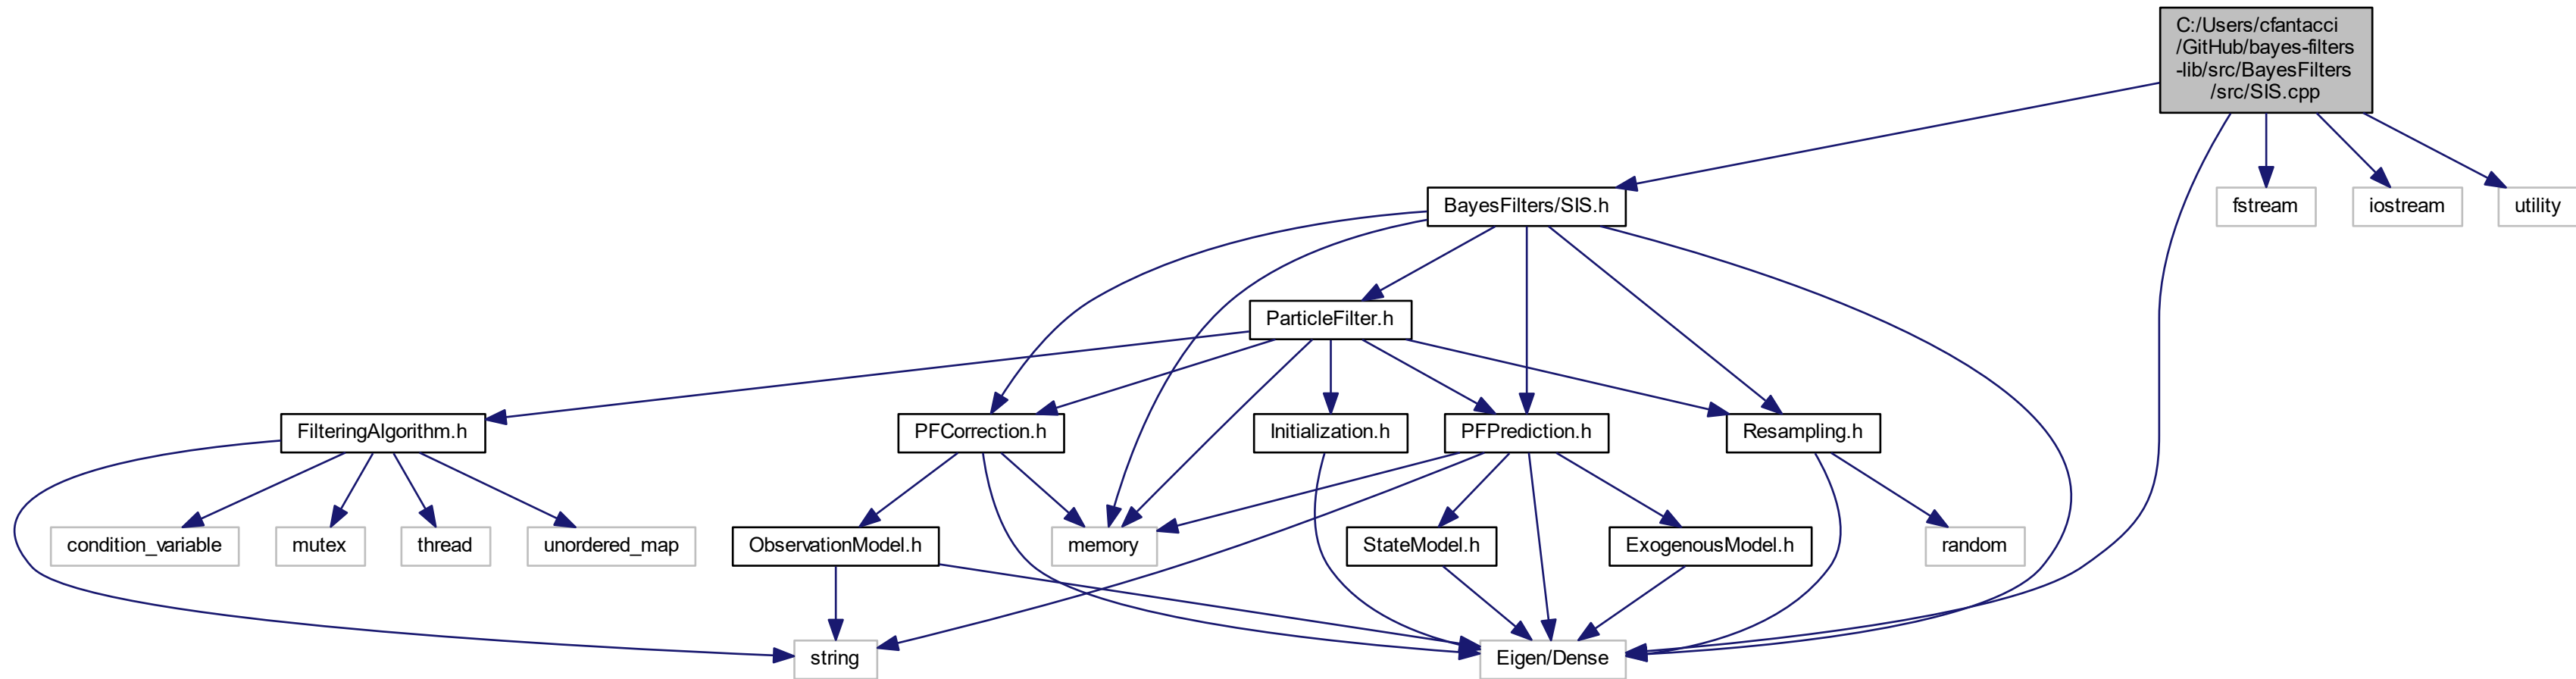 C:/Users/cfantacci
/GitHub/bayes-filters
-lib/src/BayesFilters
/src/SIS.cpp
BayesFilters/SIS.h
fstream
iostream
utility
ParticleFilter.h
FilteringAlgorithm.h
PFCorrection.h
Initialization.h
PFPrediction.h
Resampling.h
condition_variable
mutex
thread
unordered_map
ObservationModel.h
memory
StateModel.h
ExogenousModel.h
random
string
Eigen/Dense